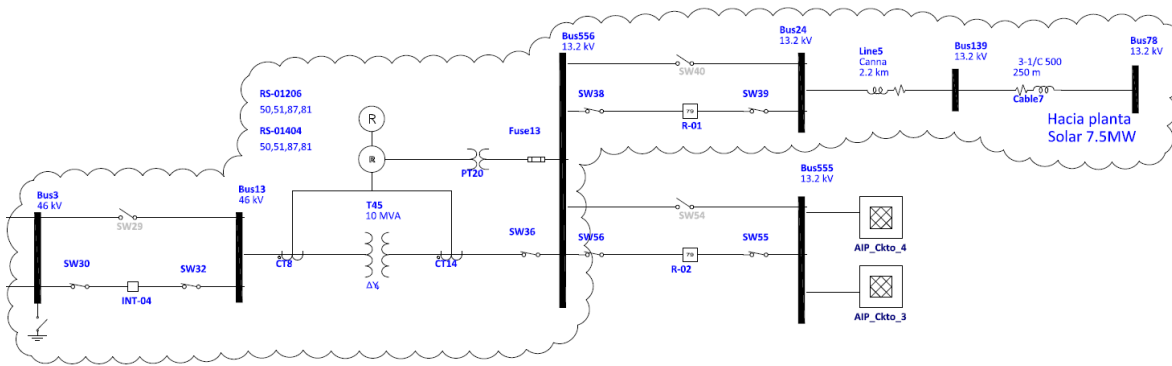 Bus556
13.2 kV
Bus24
13.2 kV
Line5
Canna
2.2 km
Bus139
13.2 kV
3-1/C 500
250 m
Cable7
Bus78
13.2 kV
SW40
SW38
79
R-01
SW39
Hacia planta
Solar 7.5MW
RS-01206
50,51,87,81
RS-01404
50,51,87,81
R
R
PT20
Fuse13
Bus3
46 kV
SW29
SW30
INT-04
SW32
Bus13
46 kV
CT8
T45
10 MVA
CT14
SW36
Bus555
13.2 kV
SW54
SW56
79
R-02
SW55
AIP_Ckto_4
AIP_Ckto_3